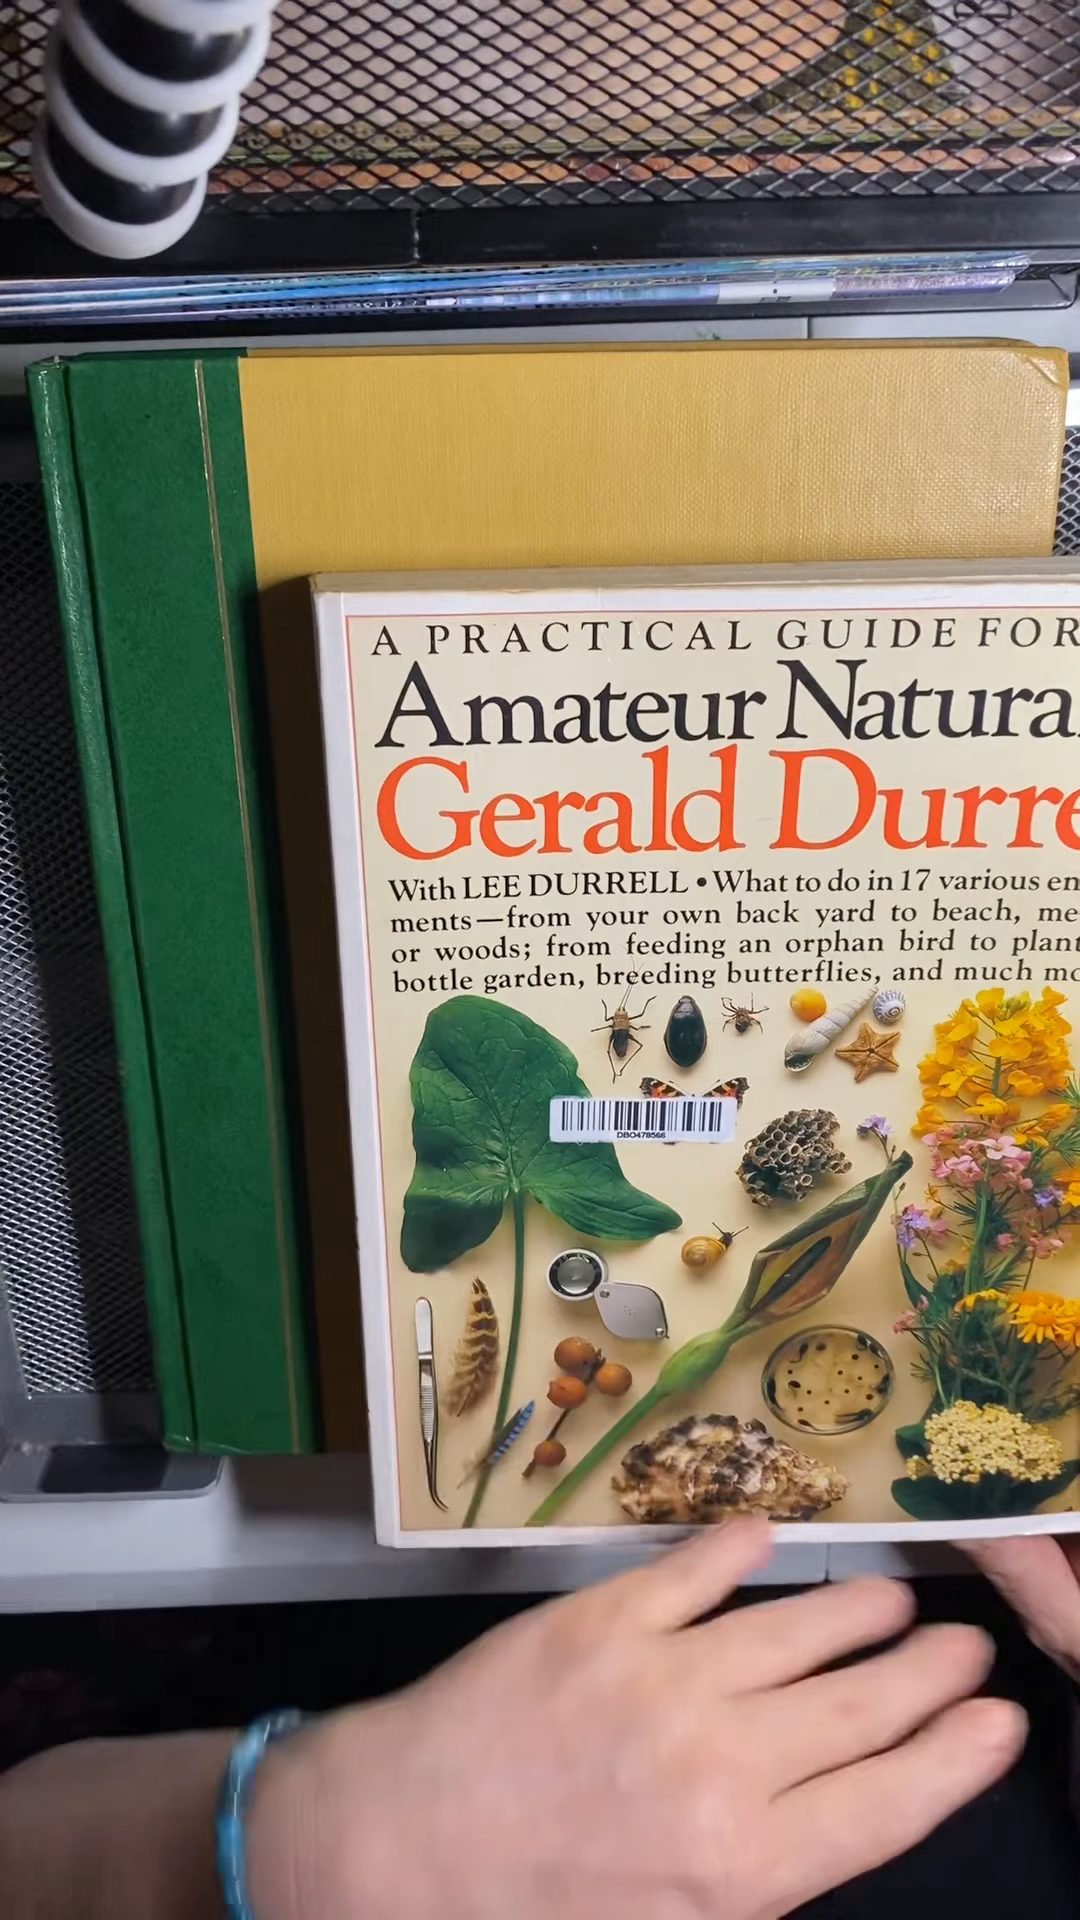 A PRACTICAL GUIDE FOR
Amateur Natura
Gerald Durre
With LEE DURRELL • What to do in 17 various en
ments—from your own back yard to beach, me
or woods; from feeding an orphan bird to plant
bottle garden, breeding butterflies, and much mo
DBO478566